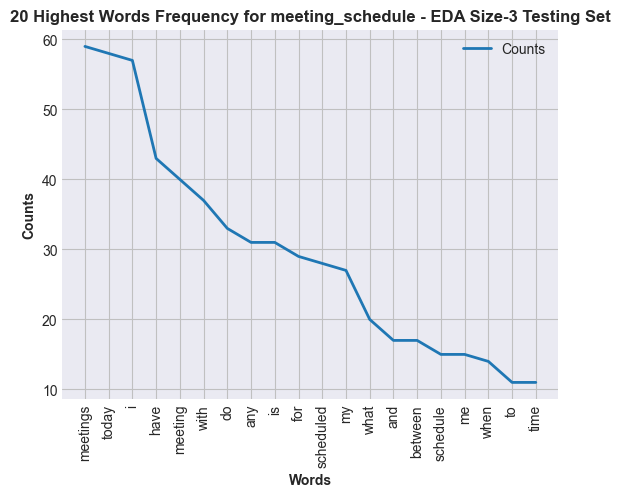 20 Highest Words Frequency for meeting_schedule - EDA Size-3 Testing Set
Counts
60
50
40
30
20
10
Counts
meetings
today
i
have
meeting
with
do
any
is
for
scheduled
my
what
and
between
schedule
me
when
to
time
Words